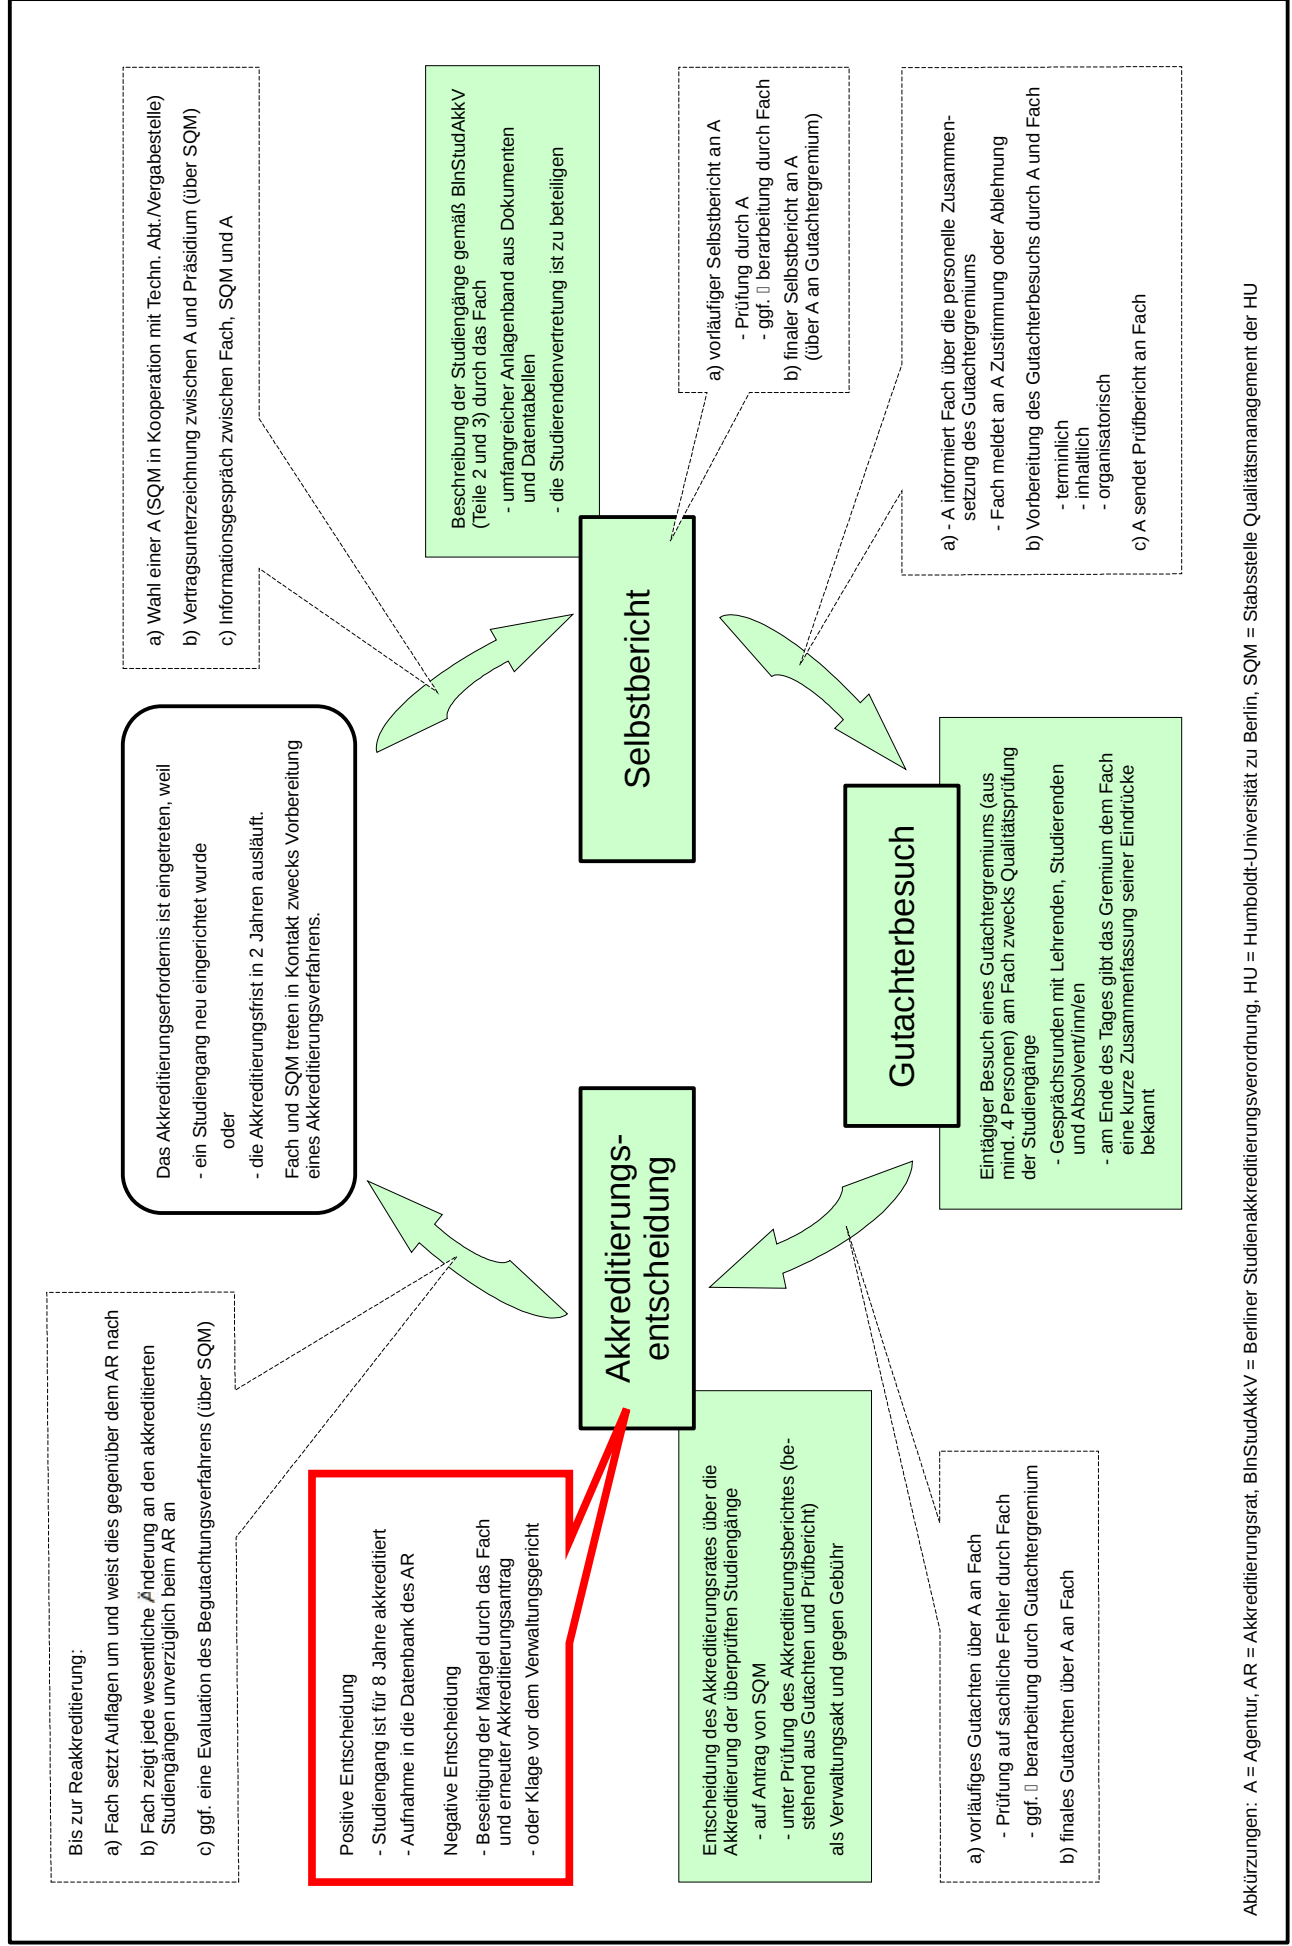 Bis zur Reakkreditierung:
a) Fach setzt Auflagen um und weist dies gegenüber dem AR nach
b) Fach zeigt jede wesentliche Änderung an den akkreditierten
Studiengängen unverzüglich beim AR an
c) ggf. eine Evaluation des Begutachtungsverfahrens (über SQM)
Das Akkreditierungserfordernis ist eingetreten, weil
- ein Studiengang neu eingerichtet wurde
oder
- die Akkreditierungsfrist in 2 Jahren ausläuft.
Fach und SQM treten in Kontakt zwecks Vorbereitung
eines Akkreditierungsverfahrens.
a) Wahl einer A (SQM in Kooperation mit Techn. Abt./Vergabestelle)
b) Vertragsunterzeichnung zwischen A und Präsidium (über SQM)
c) Informationsgespräch zwischen Fach, SQM und A
Positive Entscheidung
- Studiengang ist für 8 Jahre akkreditiert
- Aufnahme in die Datenbank des AR
Negative Entscheidung
- Beseitigung der Mängel durch das Fach
und erneuter Akkreditierungsantrag
- oder Klage vor dem Verwaltungsgericht
Beschreibung der Studiengänge gemäß BlnStudAkkV
(Teile 2 und 3) durch das Fach
- umfangreicher Anlagenband aus Dokumenten
und Datentabellen
- die Studierendenvertretung ist zu beteiligen
Akkreditierungs-
entscheidung
Selbstbericht
Entscheidung des Akkreditierungsrates über die
Akkreditierung der überprüften Studiengänge
- auf Antrag von SQM
- unter Prüfung des Akkreditierungsberichtes (be-
stehend aus Gutachten und Prüfbericht)
als Verwaltungsakt und gegen Gebühr
a) vorläufiger Selbstbericht an A
- Prüfung durch A
- ggf. ▯ berarbeitung durch Fach
b) finaler Selbstbericht an A
(über A an Gutachtergremium)
Gutachterbesuch
Eintägiger Besuch eines Gutachtergremiums (aus
mind. 4 Personen) am Fach zwecks Qualitätsprüfung
der Studiengänge
- Gesprächsrunden mit Lehrenden, Studierenden
und Absolvent/inn/en
- am Ende des Tages gibt das Gremium dem Fach
eine kurze Zusammenfassung seiner Eindrücke
bekannt
a) - A informiert Fach über die personelle Zusammen-
setzung des Gutachtergremiums
- Fach meldet an A Zustimmung oder Ablehnung
b) Vorbereitung des Gutachterbesuchs durch A und Fach
- terminlich
- inhaltlich
- organisatorisch
c) A sendet Prüfbericht an Fach
a) vorläufiges Gutachten über A an Fach
- Prüfung auf sachliche Fehler durch Fach
- ggf. ▯ berarbeitung durch Gutachtergremium
b) finales Gutachten über A an Fach
Abkürzungen: A = Agentur, AR = Akkreditierungsrat, BlnStudAkkV = Berliner Studienakkreditierungsverordnung, HU = Humboldt-Universität zu Berlin, SQM = Stabsstelle Qualitätsmanagement der HU